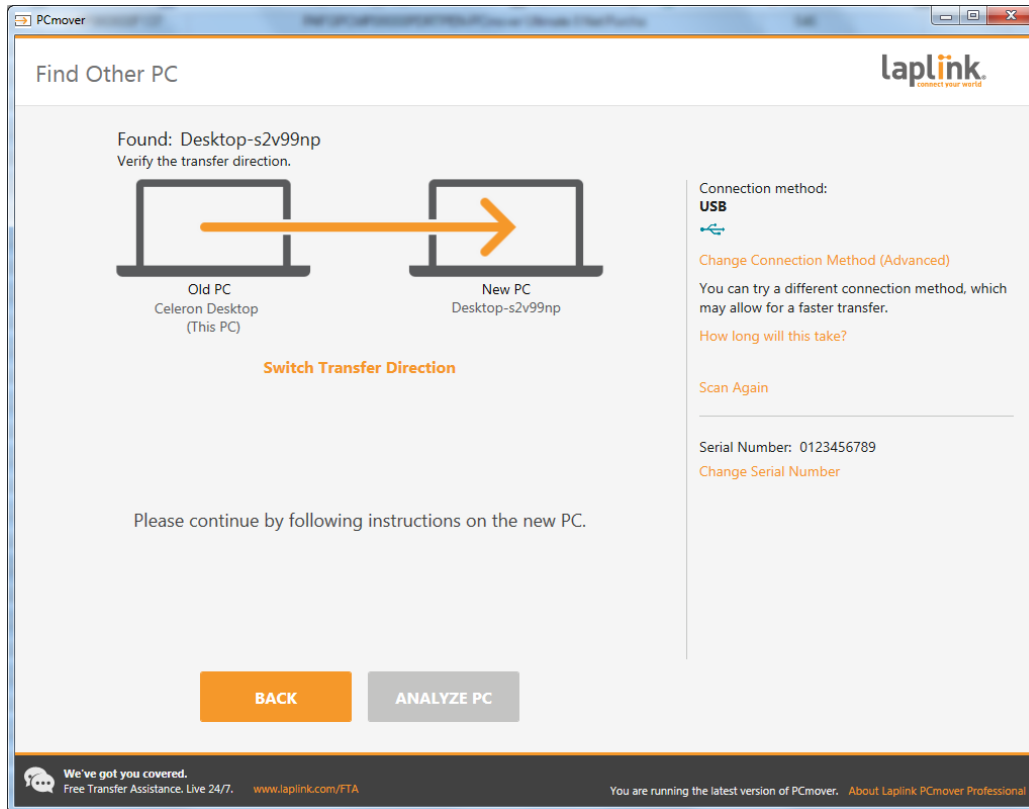 PCmover
Find Other PC
laplink.
connect your world
Found: Desktop-s2v99np
Verify the transfer direction.
Old PC
Celeron Desktop
(This PC)
New PC
Desktop-s2v99np
Switch Transfer Direction
Please continue by following instructions on the new PC.
BACK
ANALYZE PC
Connection method:
USB
Change Connection Method (Advanced)
You can try a different connection method, which
may allow for a faster transfer.
How long will this take?
Scan Again
Serial Number: 0123456789
Change Serial Number
We've got you covered.
Free Transfer Assistance. Live 24/7. www.laplink.com/FTA
You are running the latest version of PCmover. About Laplink PCmover Professional